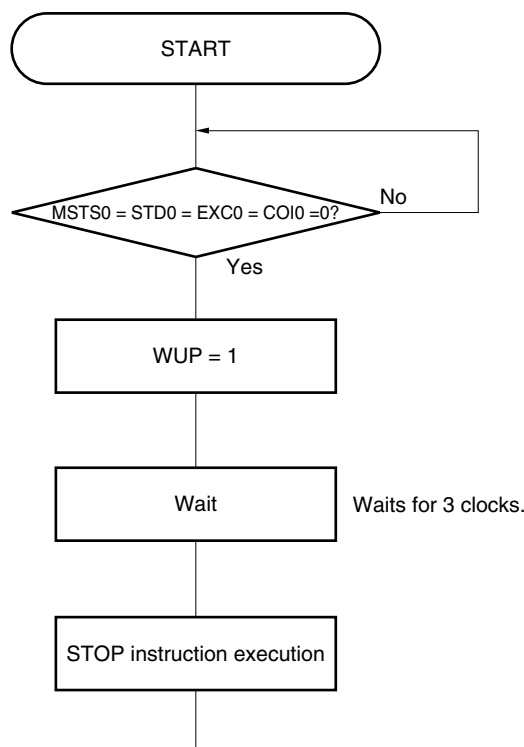 START
MSTS0 = STD0 = EXC0 = COI0 =0?
No
Yes
WUP = 1
Wait
Waits for 3 clocks.
STOP instruction execution